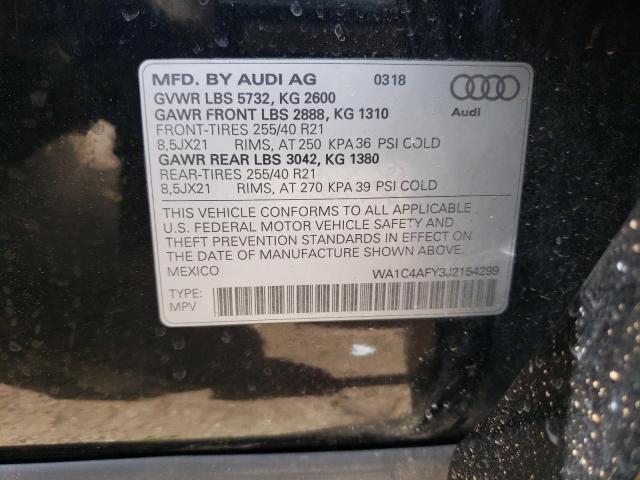 MFD. BY AUDI AG 0318
GVWR LBS 5732, KG 2600
GAWR FRONT LBS 2888, KG 1310 Audi
FRONT-TIRES 255/40 R21
8,5JX21 RIMS, AT 250 KPA 36 PSI COLD
GAWR REAR LBS 3042, KG 1380
REAR-TIRES 255/40 R21
8,5JX21 RIMS, AT 270 KPA 39 PSI COLD
THIS VEHICLE CONFORMS TO ALL APPLICABLE
U.S. FEDERAL MOTOR VEHICLE SAFETY AND
THEFT PREVENTION STANDARDS IN EFFECT ON
THE DATE OF MANUFACTURE SHOWN ABOVE.
MEXICO WA1C4AFY3J2154299
TYPE:
MPV